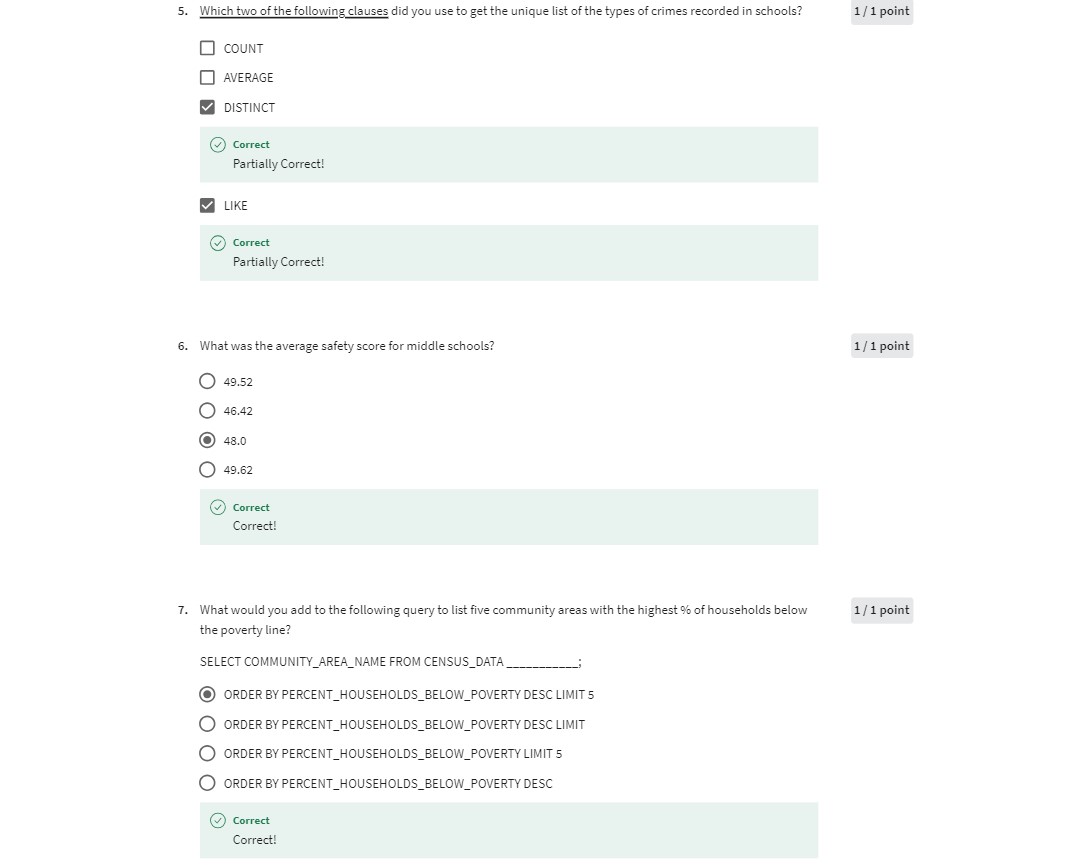 5. Which two of the following clauses did you use to get the unique list of the types of crimes recorded in schools? 1 / 1 point
COUNT
AVERAGE
DISTINCT
Correct
Partially Correct!
LIKE
Correct
Partially Correct!
6. What was the average safety score for middle schools? 1 / 1 point
49.52
46.42
48.0
49.62
Correct
Correct!
7. What would you add to the following query to list five community areas with the highest % of households below 1 / 1 point
the poverty line?
SELECT COMMUNITY_AREA_NAME FROM CENSUS_DATA ___________;
ORDER BY PERCENT_HOUSEHOLDS_BELOW_POVERTY DESC LIMIT 5
ORDER BY PERCENT_HOUSEHOLDS_BELOW_POVERTY DESC LIMIT
ORDER BY PERCENT_HOUSEHOLDS_BELOW_POVERTY LIMIT 5
ORDER BY PERCENT_HOUSEHOLDS_BELOW_POVERTY DESC
Correct
Correct!